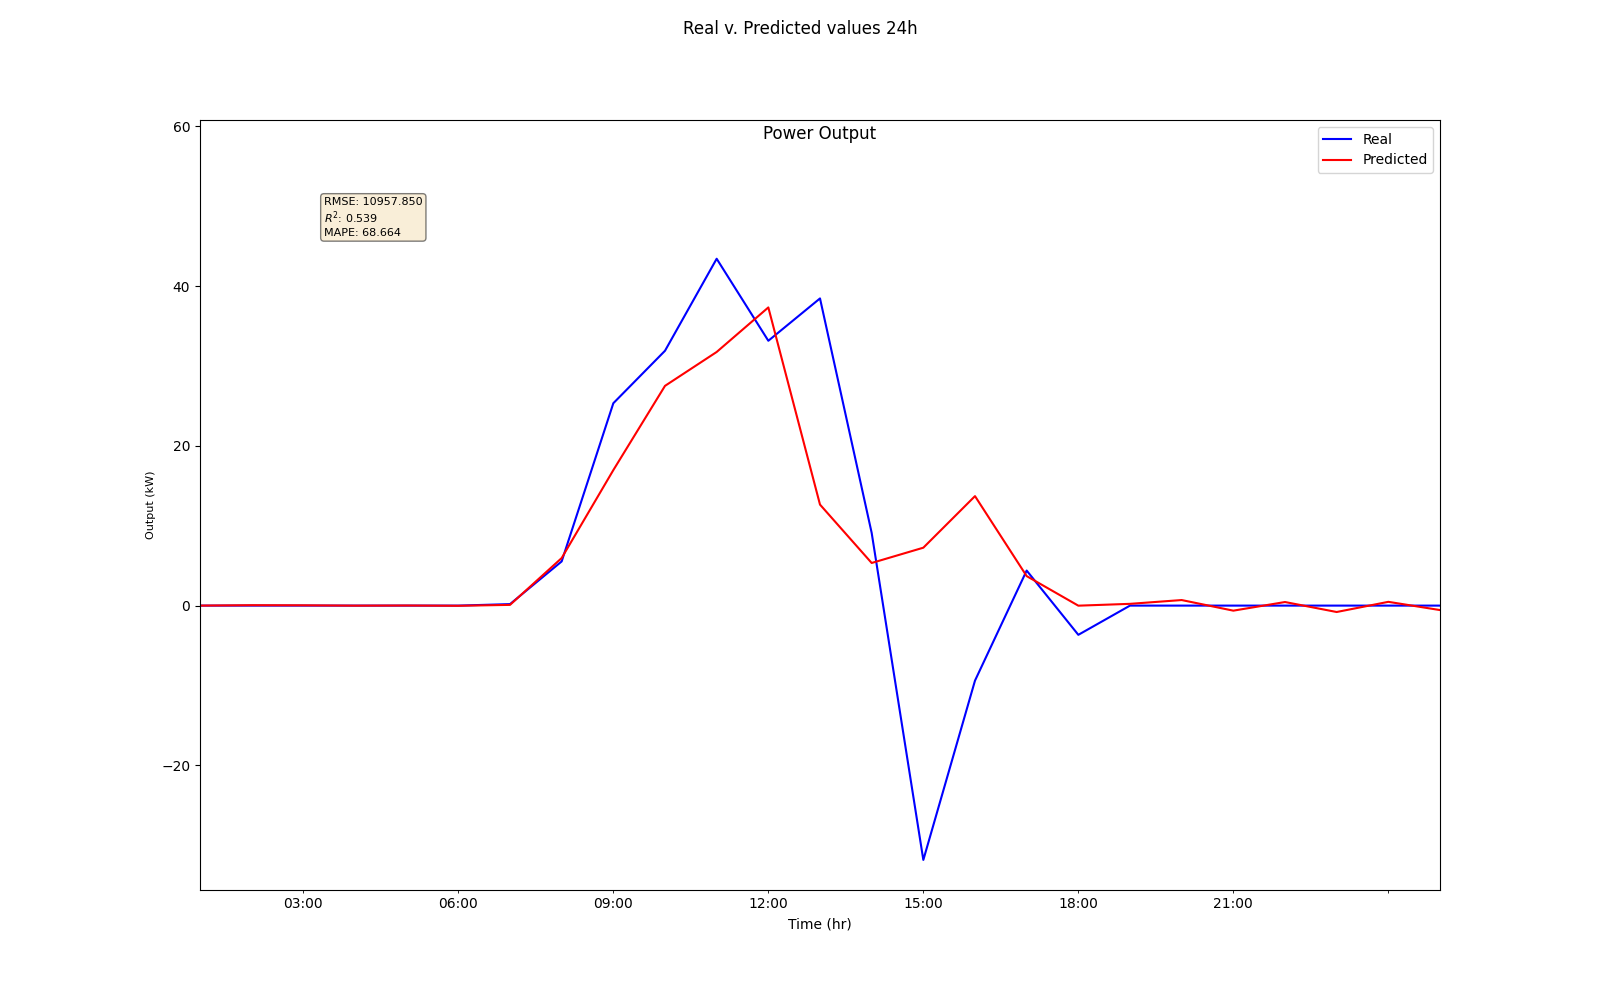 Real v. Predicted values 24h
Power Output
Real
Predicted
RMSE: 10957.850
R²: 0.539
MAPE: 68.664
60
40
20
0
−20
Output (kW)
03:00 06:00 09:00 12:00 15:00 18:00 21:00
Time (hr)